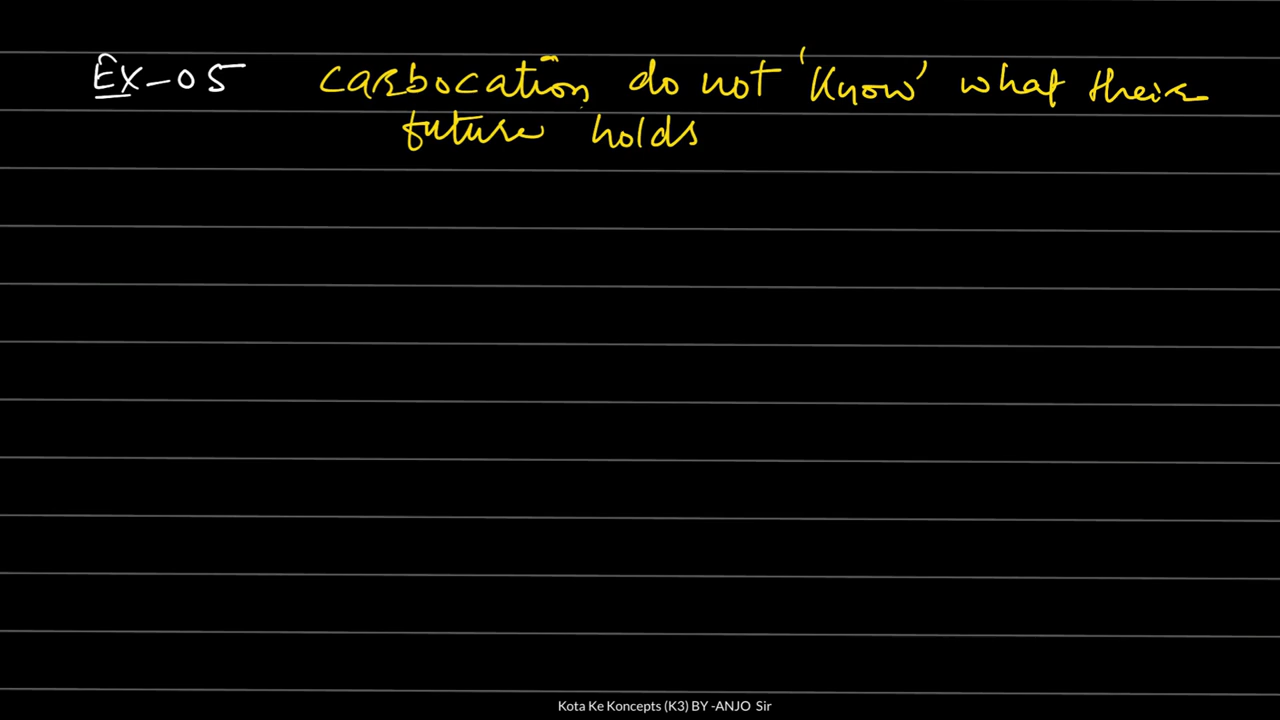 Ex-05 carbocation do not 'know' what their
future holds
Kota Ke Koncepts (K3) BY -ANJO Sir